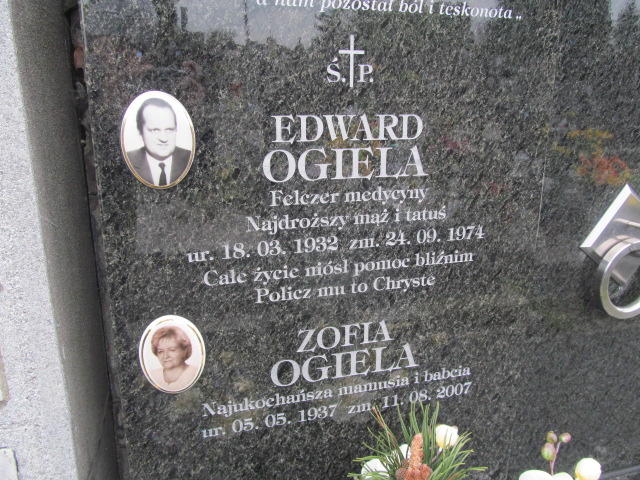 a nam pozostał ból i tęsknota „
Ś. P.
EDWARD
OGIELA
Felczer medycyny
Najdroższy mąż i tatuś
ur. 18. 03. 1932 zm. 24. 09. 1974
Całe życie niósł pomoc bliźnim
Policz mu to Chryste
ZOFIA
OGIELA
Najukochańsza mamusia i babcia
ur. 05. 05. 1937 zm. 11. 08. 2007